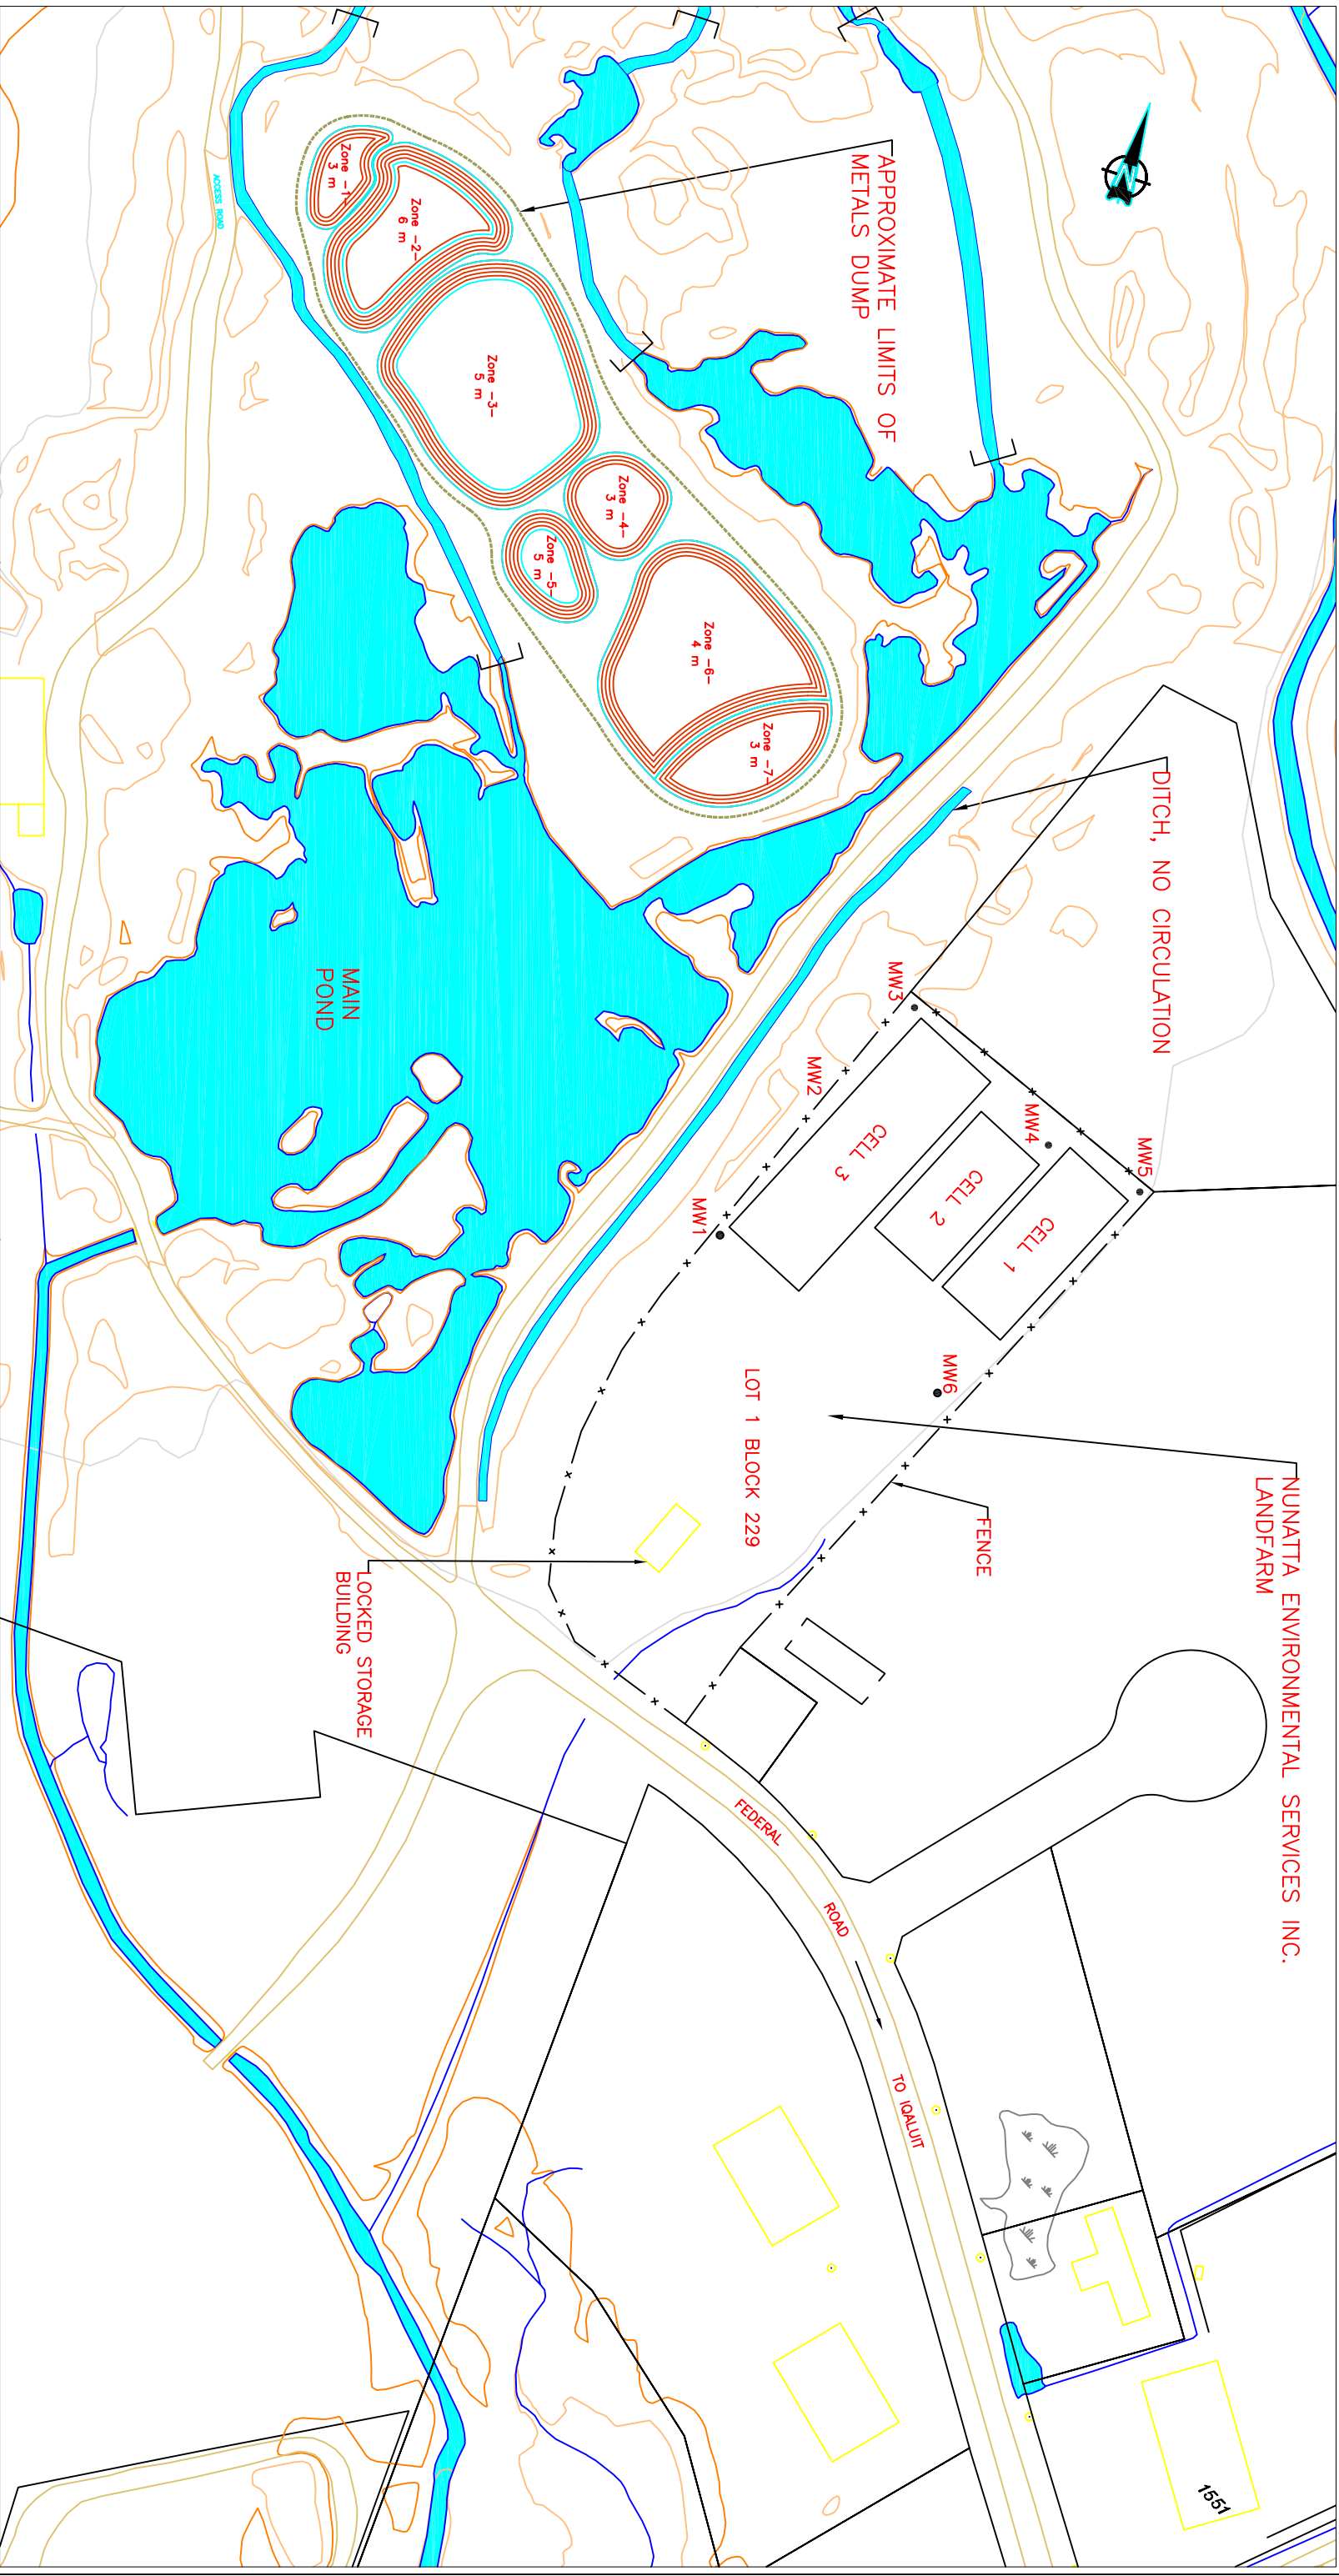 N
APPROXIMATE LIMITS OF
METALS DUMP
ACCESS ROAD
Zone -1-
3 m
Zone -2-
6 m
Zone -3-
5 m
Zone -4-
3 m
Zone -5-
5 m
Zone -6-
4 m
Zone -7-
3 m
DITCH, NO CIRCULATION
MAIN
POND
MW3
MW2
MW4
MW5
MW1
MW6
CELL 3
CELL 2
CELL 1
LOT 1 BLOCK 229
FENCE
NUNATTA ENVIRONMENTAL SERVICES INC.
LANDFARM
LOCKED STORAGE
BUILDING
FEDERAL
ROAD
TO IQALUIT
1551